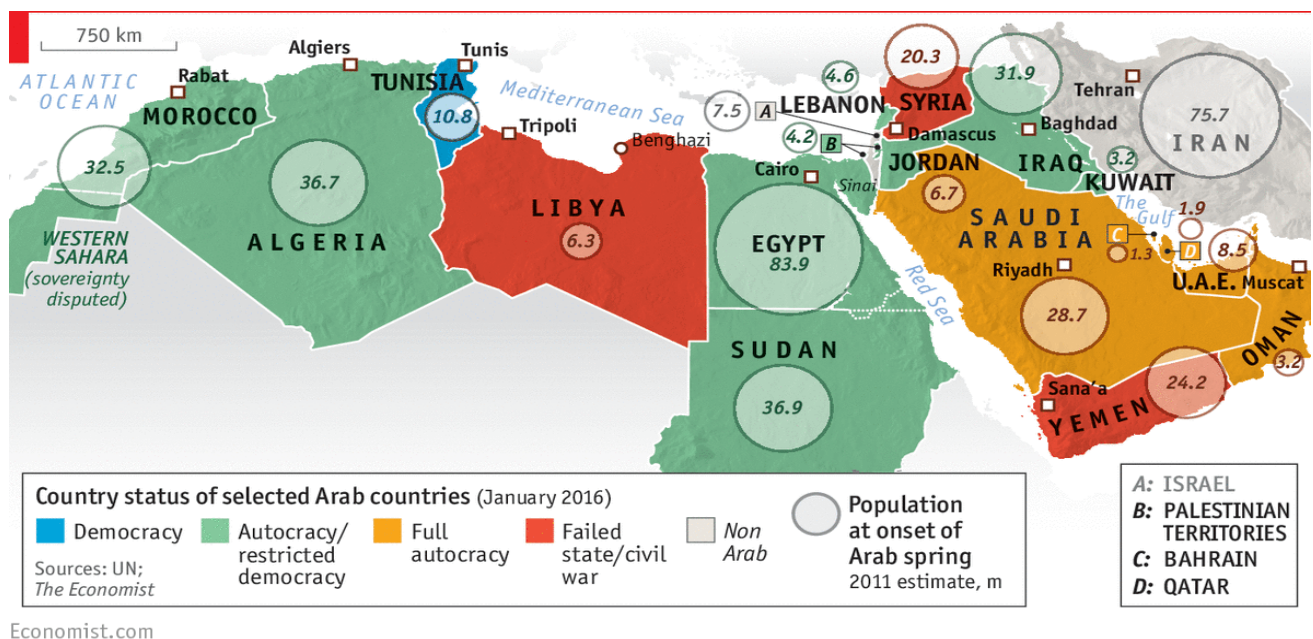 750 km
ATLANTIC
OCEAN
Rabat
MOROCCO
32.5
WESTERN
SAHARA
(sovereignty
disputed)
Algiers
36.7
ALGERIA
Tunis
TUNISIA
10.8
Mediterranean Sea
Tripoli
Benghazi
LIBYA
6.3
7.5
A
4.6
LEBANON
20.3
SYRIA
Damascus
4.2
B
Cairo
Sinai
JORDAN
6.7
EGYPT
83.9
SUDAN
36.9
Red Sea
31.9
Baghdad
IRAQ
Tehran
75.7
IRAN
3.2
KUWAIT
The
Gulf
SAUDI
ARABIA
Riyadh
28.7
C
1.3
1.9
D
8.5
U.A.E.
Muscat
OMAN
3.2
Sana'a
24.2
YEMEN
Country status of selected Arab countries (January 2016)
Democracy
Autocracy/
restricted
democracy
Full
autocracy
Failed
state/civil
war
Non
Arab
Population
at onset of
Arab spring
2011 estimate, m
Sources: UN;
The Economist
A: ISRAEL
B: PALESTINIAN
TERRITORIES
C: BAHRAIN
D: QATAR
Economist.com